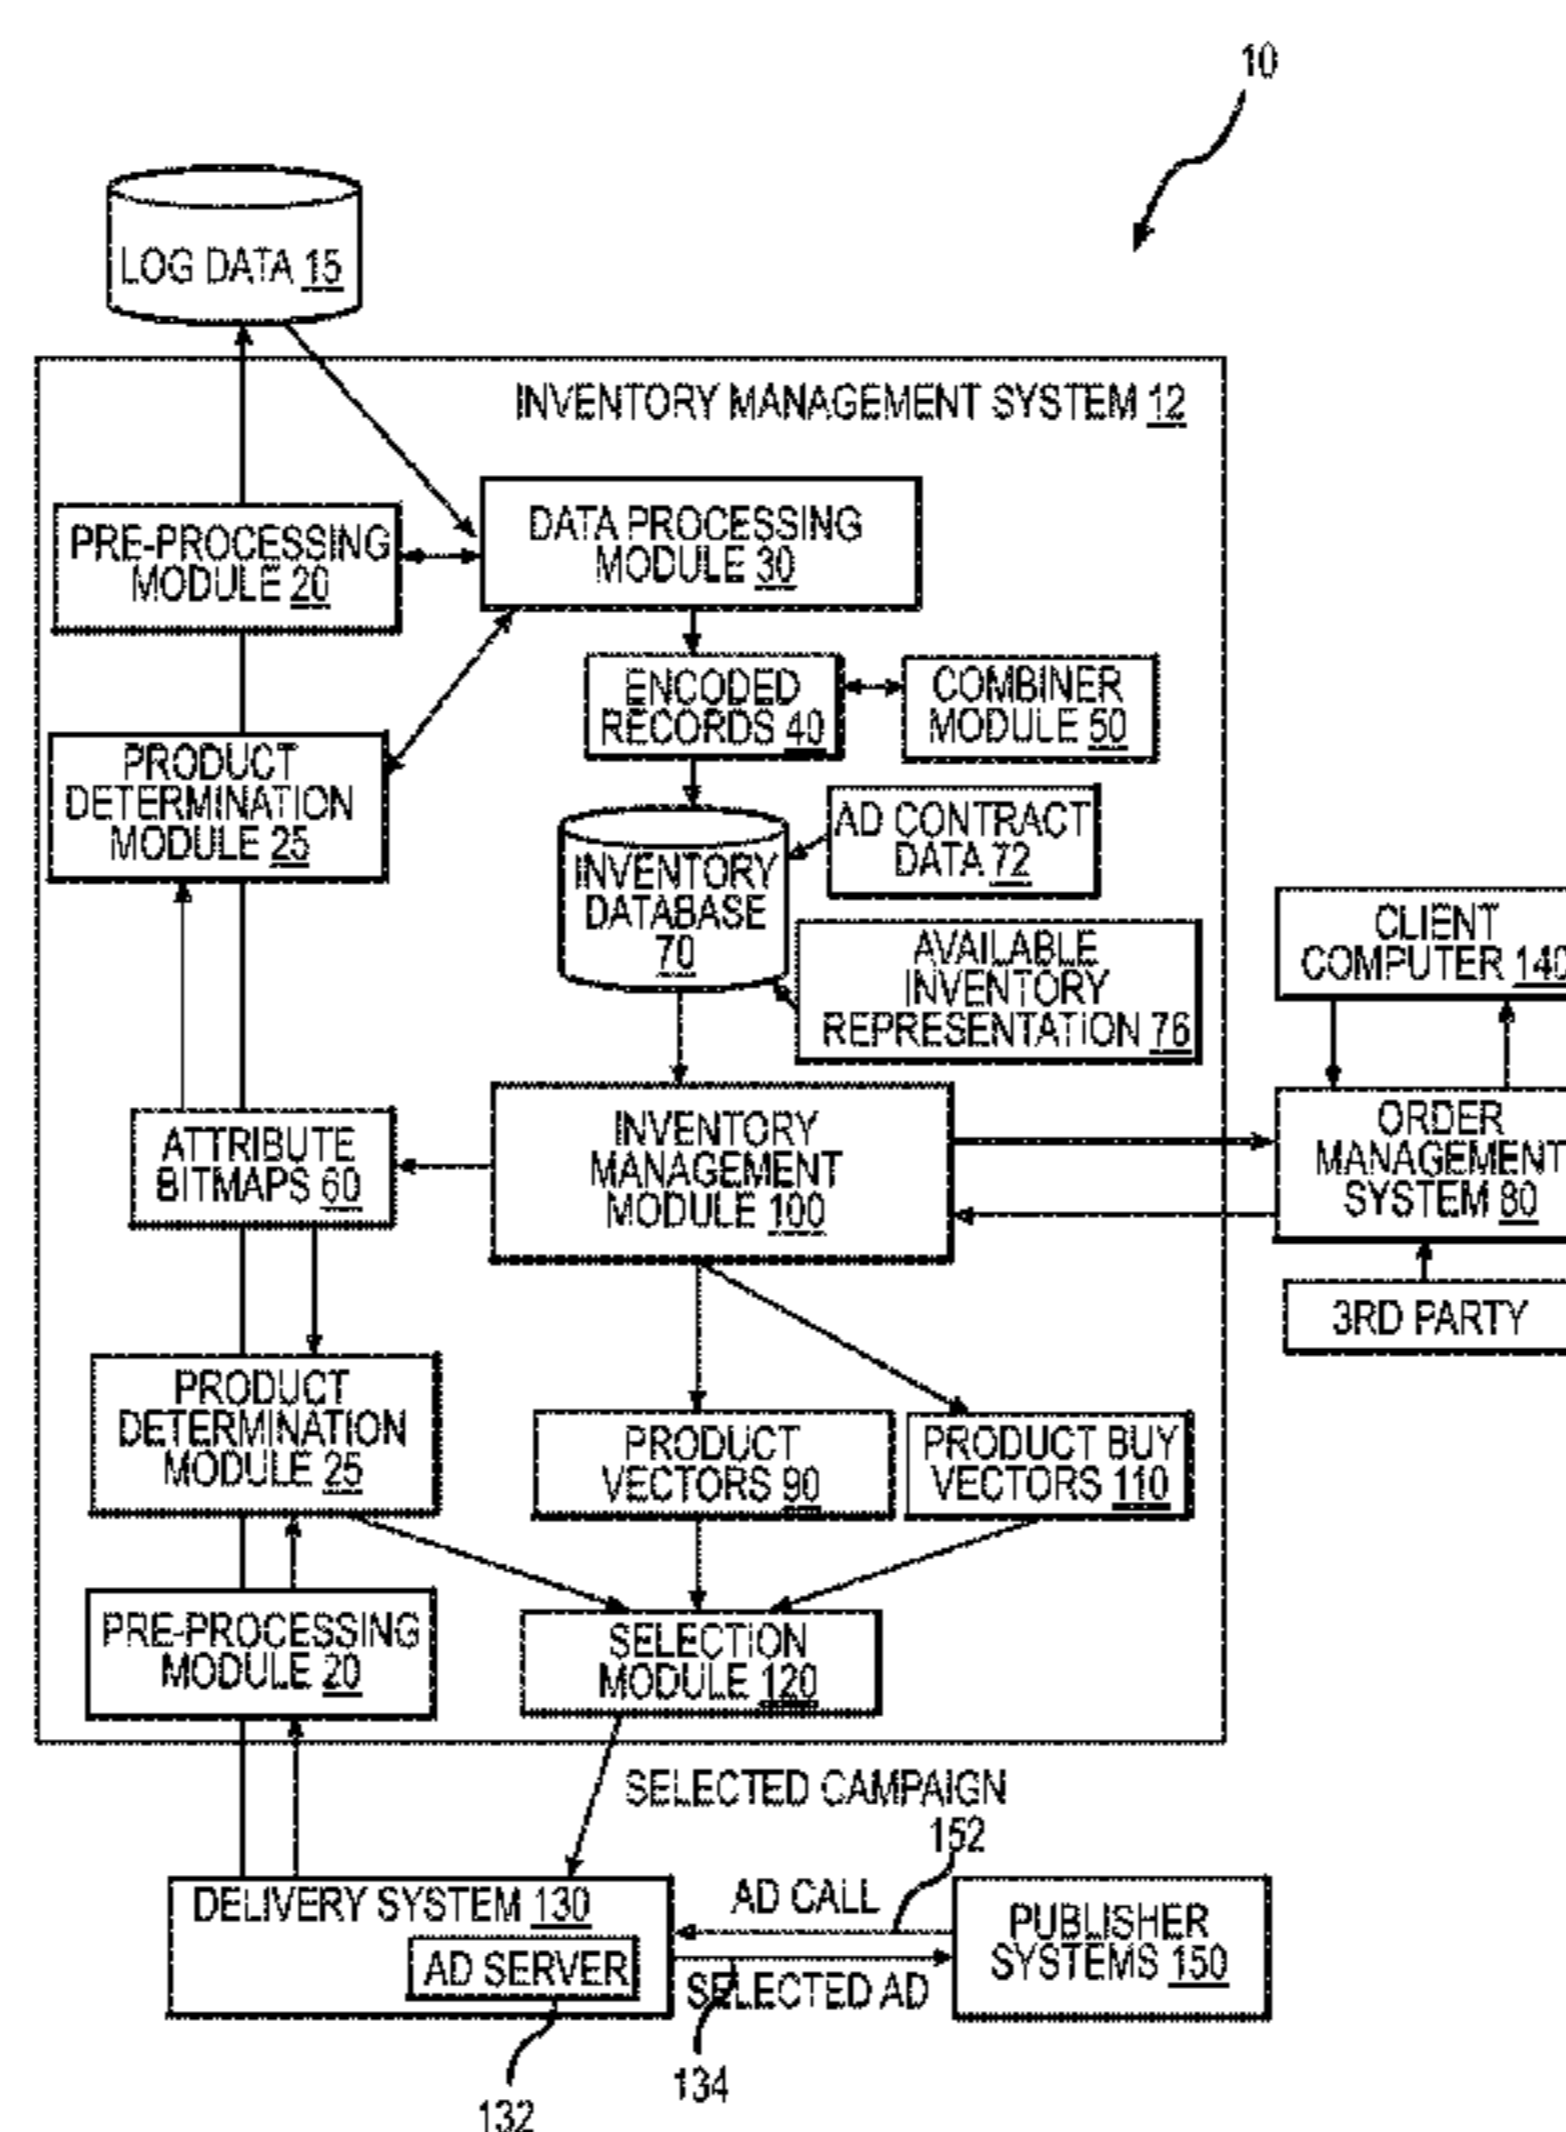 10
LOG DATA 15
INVENTORY MANAGEMENT SYSTEM 12
PRE-PROCESSING
MODULE 20
DATA PROCESSING
MODULE 30
ENCODED
RECORDS 40
COMBINER
MODULE 50
PRODUCT
DETERMINATION
MODULE 25
AD CONTRACT
DATA 72
INVENTORY
DATABASE
70
AVAILABLE
INVENTORY
REPRESENTATION 76
CLIENT
COMPUTER 140
ATTRIBUTE
BITMAPS 60
INVENTORY
MANAGEMENT
MODULE 100
ORDER
MANAGEMENT
SYSTEM 80
3RD PARTY
PRODUCT
DETERMINATION
MODULE 25
PRODUCT
VECTORS 90
PRODUCT BUY
VECTORS 110
PRE-PROCESSING
MODULE 20
SELECTION
MODULE 120
SELECTED CAMPAIGN
152
DELIVERY SYSTEM 130
AD SERVER
AD CALL
SELECTED AD
PUBLISHER
SYSTEMS 150
134
132